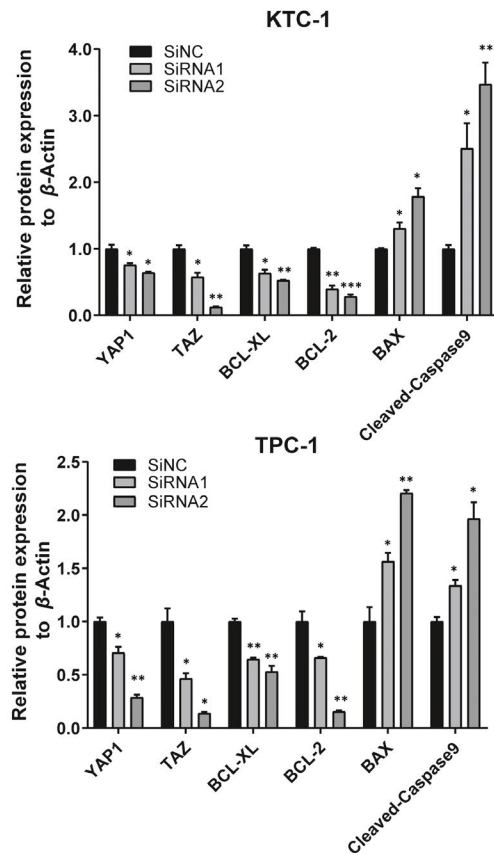 KTC-1
Relative protein expression
to β-Actin
4.0
3.0
2.0
1.0
0.0
SiNC
SiRNA1
SiRNA2
* * * ** * ** ** *** * * * **
YAP1
TAZ
BCL-XL
BCL-2
BAX
Cleaved-Caspase9
TPC-1
Relative protein expression
to β-Actin
2.5
2.0
1.5
1.0
0.5
0.0
SiNC
SiRNA1
SiRNA2
* ** * * ** ** * ** * ** * *
YAP1
TAZ
BCL-XL
BCL-2
BAX
Cleaved-Caspase9